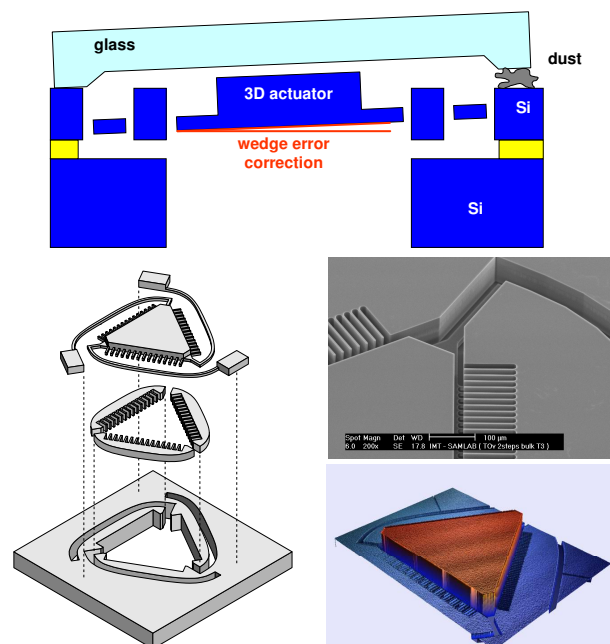 glass
dust
3D actuator
Si
wedge error
correction
Si
Spot Magn Det WD 100 µm
6.0 200x SE 17.8 IMT - SAMLAB ( TOv 2steps bulk T3 )